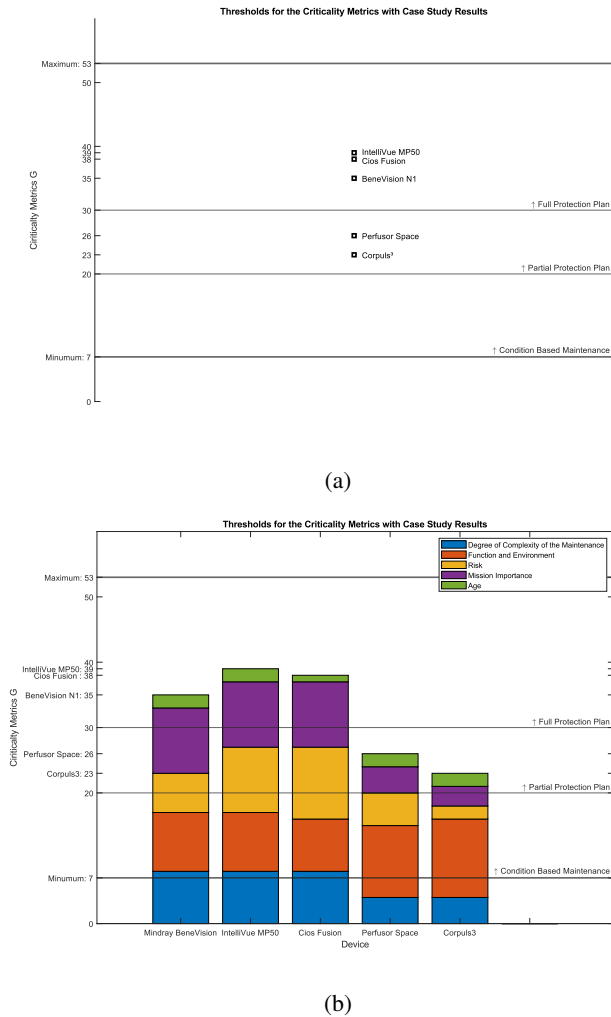 Thresholds for the Criticality Metrics with Case Study Results
Maximum: 53
50
40
39
38
35
30
26
23
20
Minumum: 7
0
Ciriticalty Metrics G
IntelliVue MP50
Cios Fusion
BeneVision N1
↑ Full Protection Plan
Perfusor Space
Corpuls³
↑ Partial Protection Plan
↑ Condition Based Maintenance
(a)
Thresholds for the Criticality Metrics with Case Study Results
Degree of Complexity of the Maintenance
Function and Environment
Risk
Mission Importance
Age
Maximum: 53
50
40
IntelliVue MP50: 39
Cios Fusion : 38
BeneVision N1: 35
30
Perfusor Space: 26
Corpuls3: 23
20
Minumum: 7
0
Ciriticalty Metrics G
↑ Full Protection Plan
↑ Partial Protection Plan
↑ Condition Based Maintenance
Mindray BeneVision
IntelliVue MP50
Cios Fusion
Perfusor Space
Corpuls3
Device
(b)